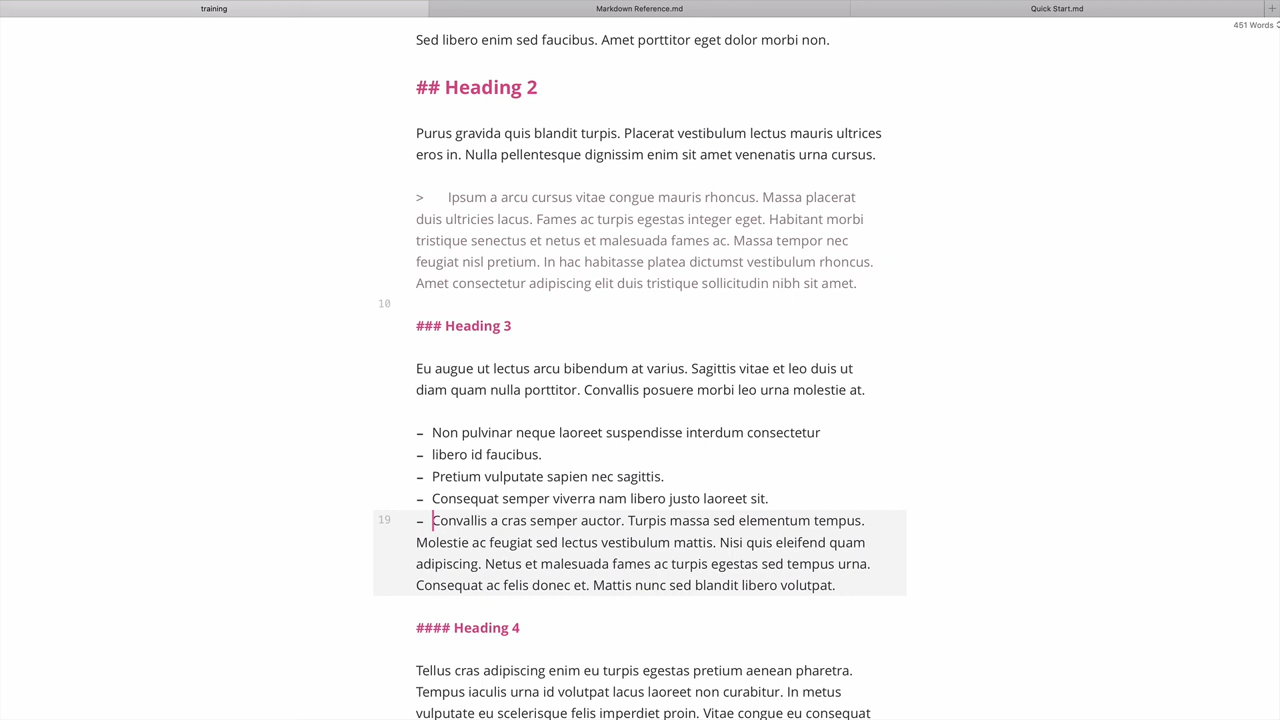 training
Markdown Reference.md
Quick Start.md
+
451 Words
Sed libero enim sed faucibus. Amet porttitor eget dolor morbi non.
## Heading 2
Purus gravida quis blandit turpis. Placerat vestibulum lectus mauris ultrices
eros in. Nulla pellentesque dignissim enim sit amet venenatis urna cursus.
> Ipsum a arcu cursus vitae congue mauris rhoncus. Massa placerat
duis ultricies lacus. Fames ac turpis egestas integer eget. Habitant morbi
tristique senectus et netus et malesuada fames ac. Massa tempor nec
feugiat nisl pretium. In hac habitasse platea dictumst vestibulum rhoncus.
Amet consectetur adipiscing elit duis tristique sollicitudin nibh sit amet.
10
### Heading 3
Eu augue ut lectus arcu bibendum at varius. Sagittis vitae et leo duis ut
diam quam nulla porttitor. Convallis posuere morbi leo urna molestie at.
- Non pulvinar neque laoreet suspendisse interdum consectetur
- libero id faucibus.
- Pretium vulputate sapien nec sagittis.
- Consequat semper viverra nam libero justo laoreet sit.
19 - Convallis a cras semper auctor. Turpis massa sed elementum tempus.
Molestie ac feugiat sed lectus vestibulum mattis. Nisi quis eleifend quam
adipiscing. Netus et malesuada fames ac turpis egestas sed tempus urna.
Consequat ac felis donec et. Mattis nunc sed blandit libero volutpat.
#### Heading 4
Tellus cras adipiscing enim eu turpis egestas pretium aenean pharetra.
Tempus iaculis urna id volutpat lacus laoreet non curabitur. In metus
vulputate eu scelerisque felis imperdiet proin. Vitae congue eu consequat